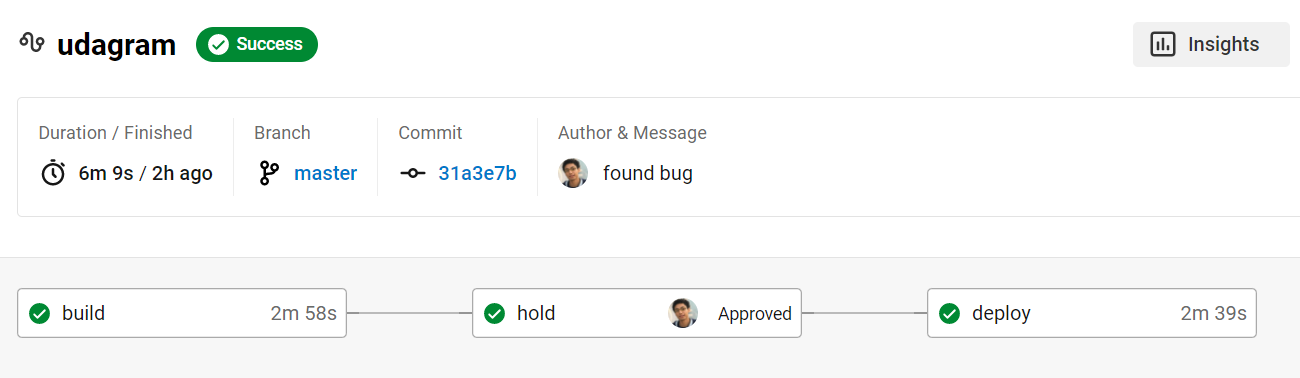 udagram Success Insights
Duration / Finished Branch Commit Author & Message
6m 9s / 2h ago master 31a3e7b found bug
build 2m 58s hold Approved deploy 2m 39s